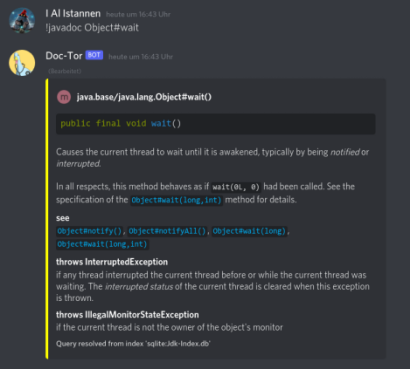 I Al Istannen heute um 16:43 Uhr
!javadoc Object#wait
Doc-Tor BOT heute um 16:43 Uhr
m java.base/java.lang.Object#wait()
public final void wait()
Causes the current thread to wait until it is awakened, typically by being notified or
interrupted.
In all respects, this method behaves as if wait(0L, 0) had been called. See the
specification of the Object#wait(long,int) method for details.
see
Object#notify(), Object#notifyAll(), Object#wait(long),
Object#wait(long,int)
throws InterruptedException
if any thread interrupted the current thread before or while the current thread was
waiting. The interrupted status of the current thread is cleared when this exception
is thrown.
throws IllegalMonitorStateException
if the current thread is not the owner of the object's monitor
Query resolved from index 'sqlite:Jdk-Index.db'